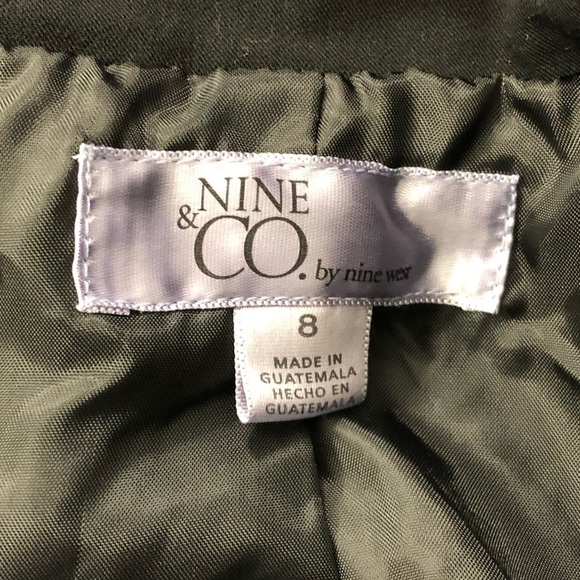 NINE
& CO. by nine west
8
MADE IN
GUATEMALA
HECHO EN
GUATEMALA